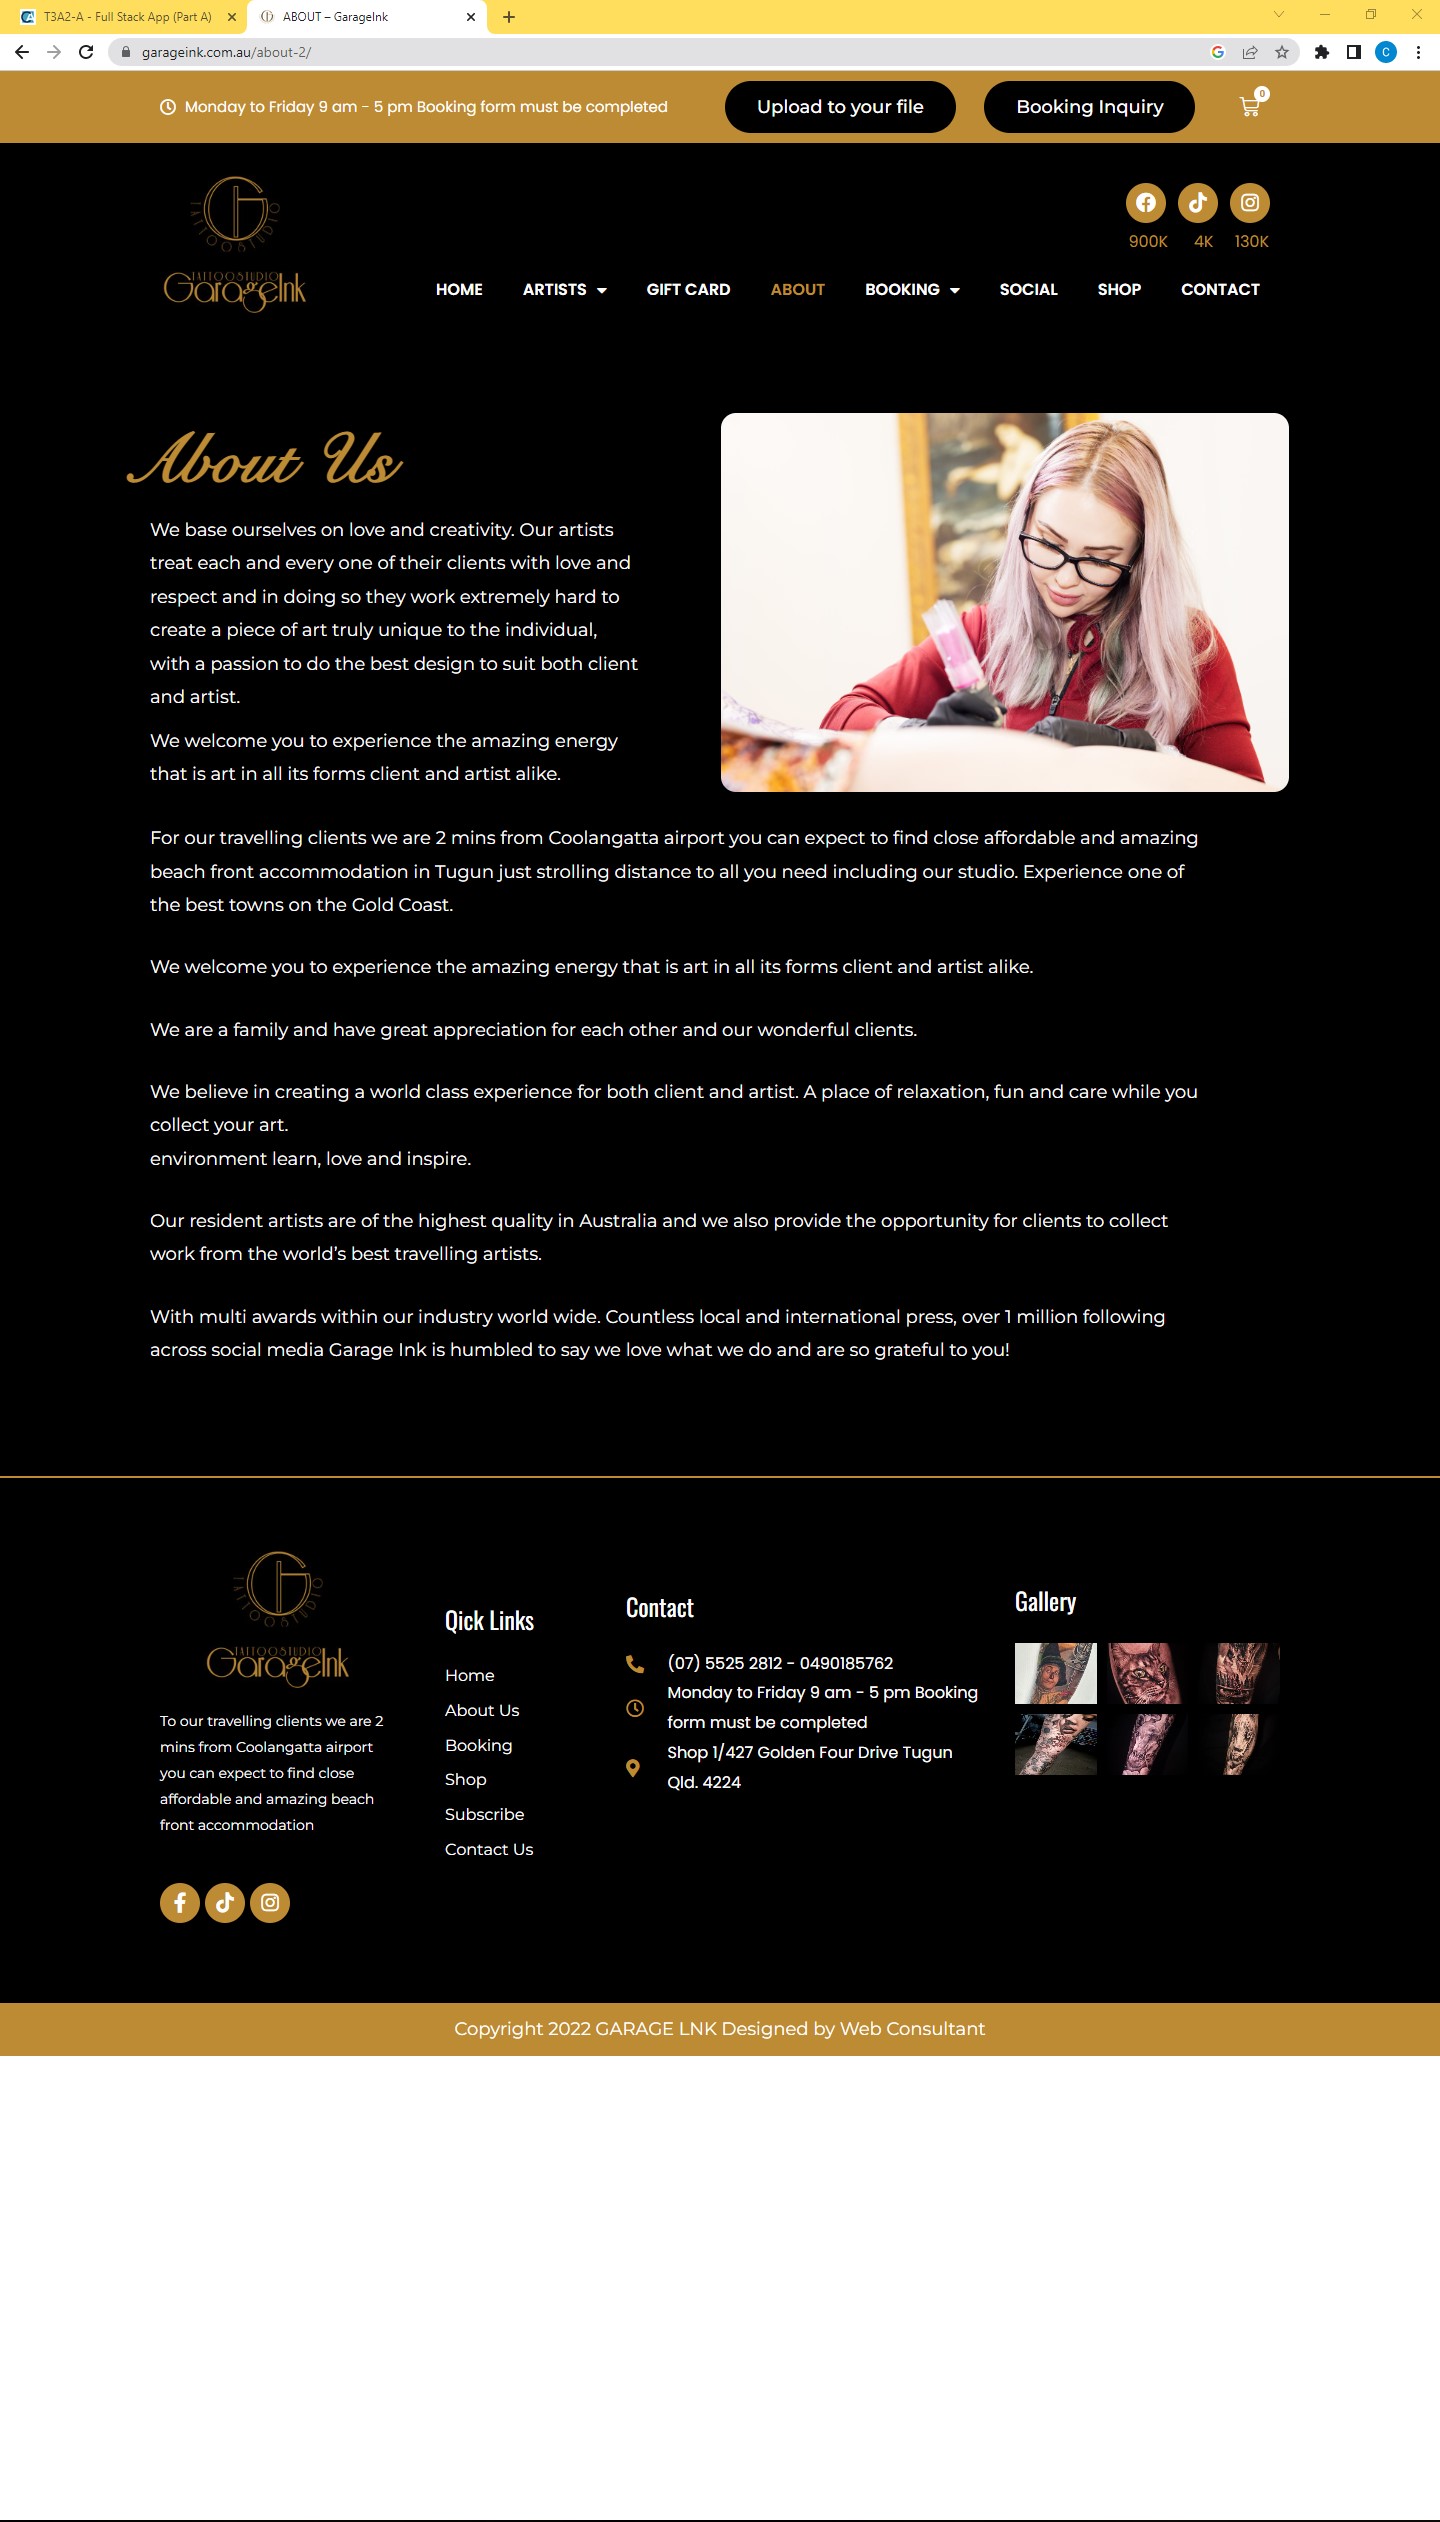 T3A2-A - Full Stack App (Part A)
ABOUT – GarageInk
garageink.com.au/about-2/
C
Monday to Friday 9 am - 5 pm Booking form must be completed
Upload to your file
Booking Inquiry
0
TATTOO STUDIO
TATTOO STUDIO
GarageInk
900K
4K
130K
HOME
ARTISTS
GIFT CARD
ABOUT
BOOKING
SOCIAL
SHOP
CONTACT
About Us
We base ourselves on love and creativity. Our artists
treat each and every one of their clients with love and
respect and in doing so they work extremely hard to
create a piece of art truly unique to the individual,
with a passion to do the best design to suit both client
and artist.
We welcome you to experience the amazing energy
that is art in all its forms client and artist alike.
For our travelling clients we are 2 mins from Coolangatta airport you can expect to find close affordable and amazing
beach front accommodation in Tugun just strolling distance to all you need including our studio. Experience one of
the best towns on the Gold Coast.
We welcome you to experience the amazing energy that is art in all its forms client and artist alike.
We are a family and have great appreciation for each other and our wonderful clients.
We believe in creating a world class experience for both client and artist. A place of relaxation, fun and care while you
collect your art.
environment learn, love and inspire.
Our resident artists are of the highest quality in Australia and we also provide the opportunity for clients to collect
work from the world's best travelling artists.
With multi awards within our industry world wide. Countless local and international press, over 1 million following
across social media Garage Ink is humbled to say we love what we do and are so grateful to you!
TATTOO STUDIO
TATTOO STUDIO
GarageInk
To our travelling clients we are 2
mins from Coolangatta airport
you can expect to find close
affordable and amazing beach
front accommodation
Qick Links
Home
About Us
Booking
Shop
Subscribe
Contact Us
Contact
(07) 5525 2812 - 0490185762
Monday to Friday 9 am - 5 pm Booking
form must be completed
Shop 1/427 Golden Four Drive Tugun
Qld. 4224
Gallery
Copyright 2022 GARAGE LNK Designed by Web Consultant